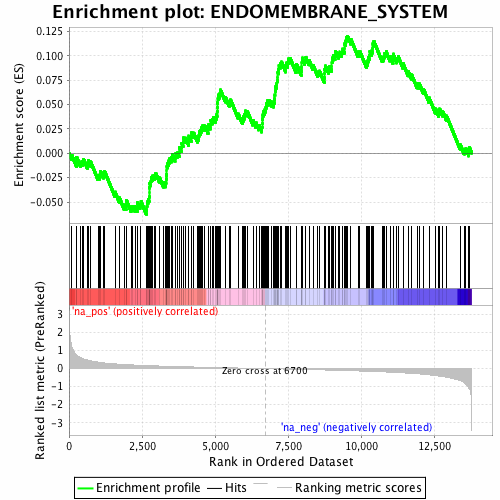 Enrichment plot: ENDOMEMBRANE_SYSTEM
Enrichment score (ES)
0.125
0.100
0.075
0.050
0.025
0.000
-0.025
-0.050
'na_pos' (positively correlated)
Ranked list metric (PreRanked)
3
2
1
0
-1
-2
-3
Zero cross at 6700
'na_neg' (negatively correlated)
0 2,500 5,000 7,500 10,000 12,500
Rank in Ordered Dataset
Enrichment profile Hits Ranking metric scores